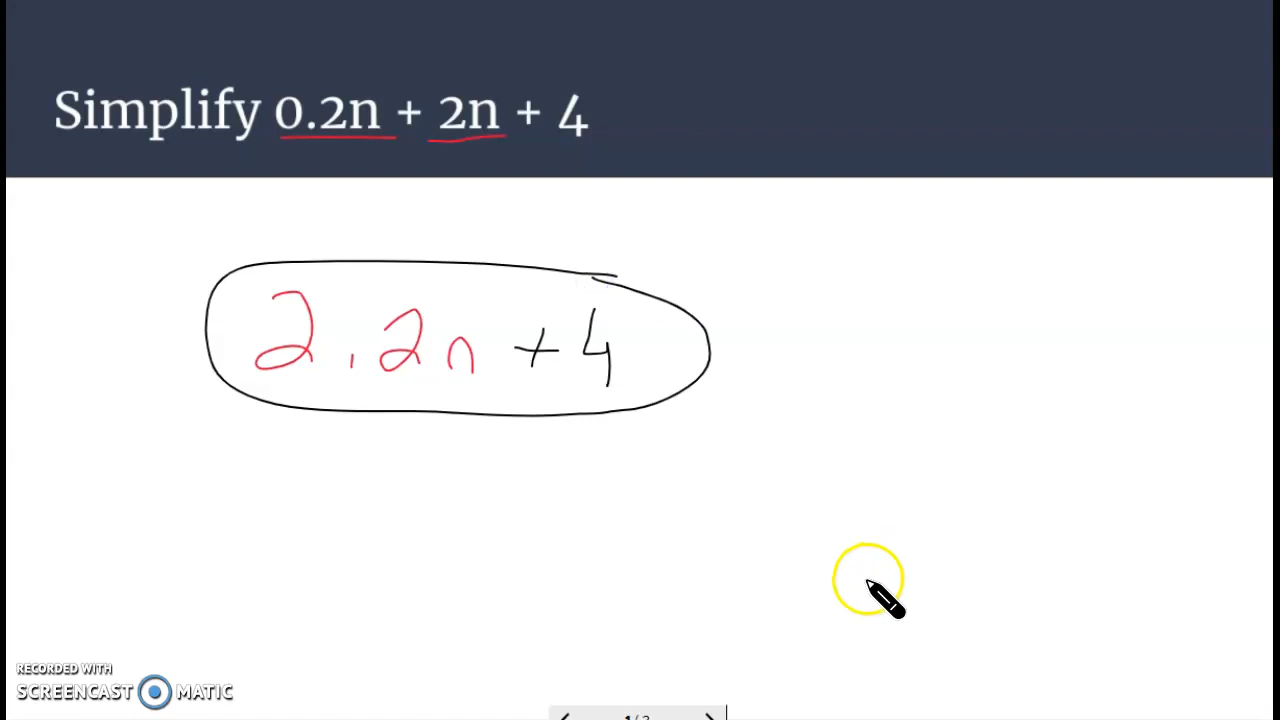 Simplify 0.2n + 2n + 4
2.2n + 4
RECORDED WITH
SCREENCAST MATIC